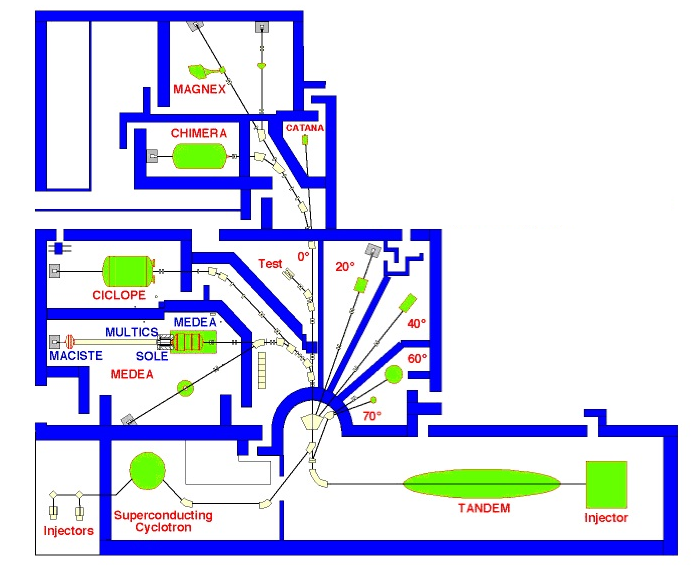 MAGNEX
CATANA
CHIMERA
0°
Test
20°
CICLOPE
MEDEA
40°
MULTICS
MACISTE
SOLE
60°
MEDEA
70°
TANDEM
Superconducting
Cyclotron
Injectors
Injector